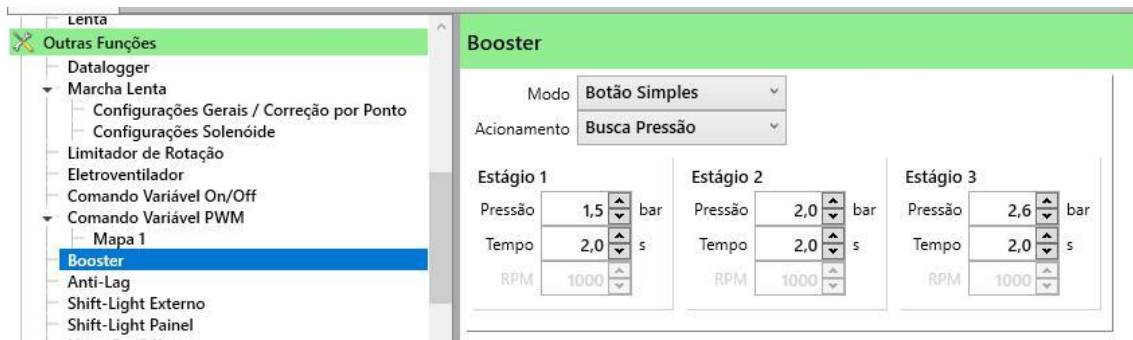 Lenta
Outras Funções
Datalogger
Marcha Lenta
Configurações Gerais / Correção por Ponto
Configurações Solenóide
Limitador de Rotação
Eletroventilador
Comando Variável On/Off
Comando Variável PWM
Mapa 1
Booster
Anti-Lag
Shift-Light Externo
Shift-Light Painel
Booster
Modo Botão Simples
Acionamento Busca Pressão
Estágio 1 Estágio 2 Estágio 3
Pressão 1,5 bar Pressão 2,0 bar Pressão 2,6 bar
Tempo 2,0 s Tempo 2,0 s Tempo 2,0 s
RPM 1000 RPM 1000 RPM 1000